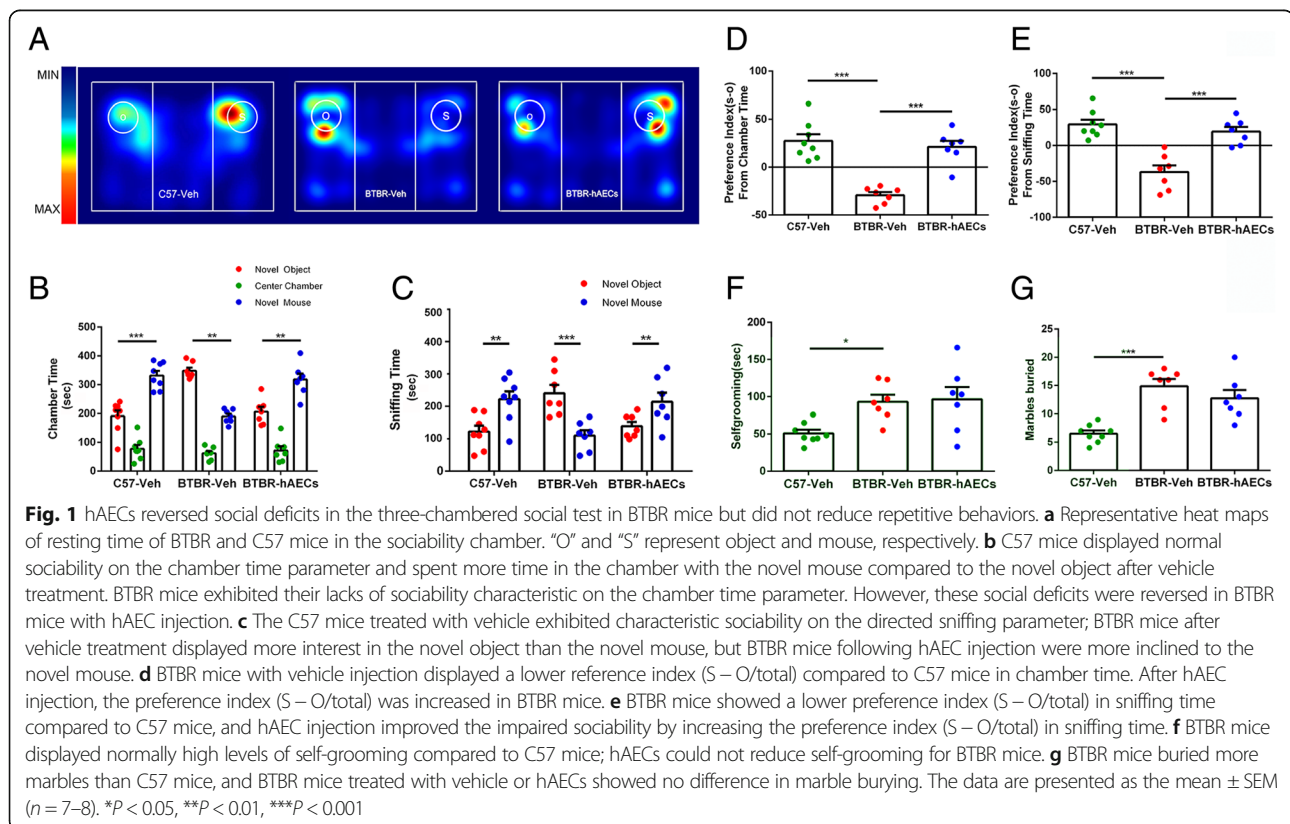 A
MIN
MAX
O
S
C57-Veh
O
S
BTBR-Veh
O
S
BTBR-hAECs
D
Preference Index(s-o)
From Chamber Time
100
50
0
-50
***
***
C57-Veh
BTBR-Veh
BTBR-hAECs
E
Preference Index(s-o)
From Sniffing Time
100
50
0
-50
-100
***
***
C57-Veh
BTBR-Veh
BTBR-hAECs
B
Novel Object
Center Chamber
Novel Mouse
Chamber Time
(sec)
500
400
300
200
100
0
***
**
**
C57-Veh
BTBR-Veh
BTBR-hAECs
C
Novel Object
Novel Mouse
Sniffing Time
(sec)
500
400
300
200
100
0
**
***
**
C57-Veh
BTBR-Veh
BTBR-hAECs
F
Selfgrooming(sec)
200
150
100
50
0
*
C57-Veh
BTBR-Veh
BTBR-hAECs
G
Marbles buried
25
20
15
10
5
0
***
C57-Veh
BTBR-Veh
BTBR-hAECs
Fig. 1 hAECs reversed social deficits in the three-chambered social test in BTBR mice but did not reduce repetitive behaviors. a Representative heat maps
of resting time of BTBR and C57 mice in the sociability chamber. “O” and “S” represent object and mouse, respectively. b C57 mice displayed normal
sociability on the chamber time parameter and spent more time in the chamber with the novel mouse compared to the novel object after vehicle
treatment. BTBR mice exhibited their lacks of sociability characteristic on the chamber time parameter. However, these social deficits were reversed in BTBR
mice with hAEC injection. c The C57 mice treated with vehicle exhibited characteristic sociability on the directed sniffing parameter; BTBR mice after
vehicle treatment displayed more interest in the novel object than the novel mouse, but BTBR mice following hAEC injection were more inclined to the
novel mouse. d BTBR mice with vehicle injection displayed a lower reference index (S − O/total) compared to C57 mice in chamber time. After hAEC
injection, the preference index (S − O/total) was increased in BTBR mice. e BTBR mice showed a lower preference index (S − O/total) in sniffing time
compared to C57 mice, and hAEC injection improved the impaired sociability by increasing the preference index (S − O/total) in sniffing time. f BTBR mice
displayed normally high levels of self-grooming compared to C57 mice; hAECs could not reduce self-grooming for BTBR mice. g BTBR mice buried more
marbles than C57 mice, and BTBR mice treated with vehicle or hAECs showed no difference in marble burying. The data are presented as the mean ± SEM
(n = 7–8). *P < 0.05, **P < 0.01, ***P < 0.001